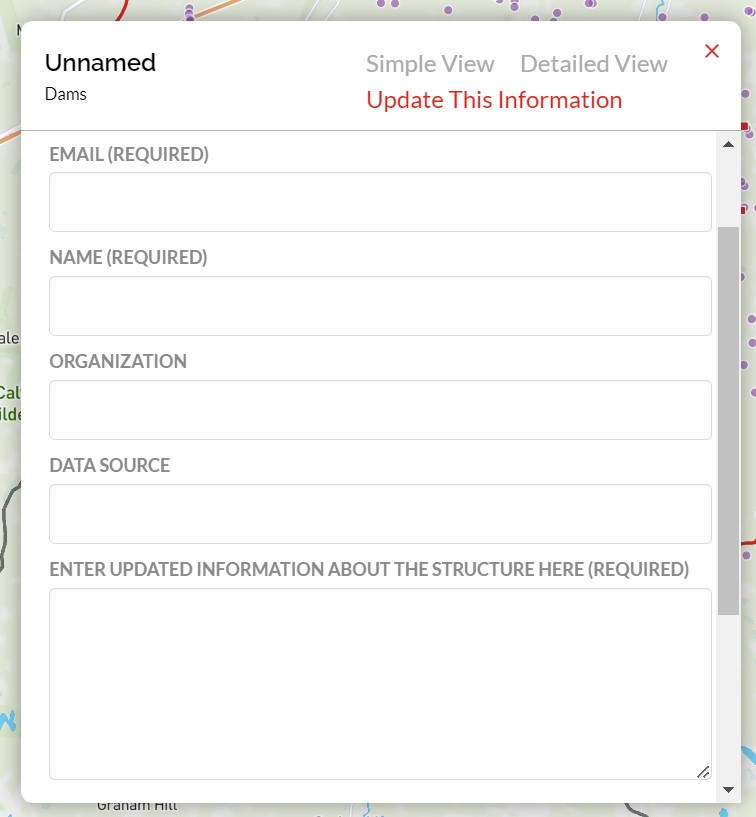 Unnamed
Dams
Simple View Detailed View
Update This Information
EMAIL (REQUIRED)
NAME (REQUIRED)
ORGANIZATION
DATA SOURCE
ENTER UPDATED INFORMATION ABOUT THE STRUCTURE HERE (REQUIRED)
Graham Hill